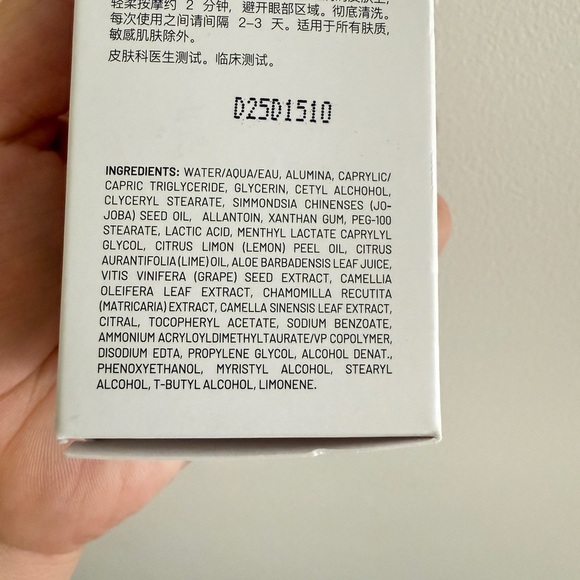 轻柔按摩约 2 分钟，避开眼部区域。彻底清洗。
每次使用之间请间隔 2-3 天。适用于所有肤质，
敏感肌肤除外。
皮肤科医生测试。临床测试。
D25D1510
INGREDIENTS: WATER/AQUA/EAU, ALUMINA, CAPRYLIC/
CAPRIC TRIGLYCERIDE, GLYCERIN, CETYL ALCHOHOL,
CLYCERYL STEARATE, SIMMONDSIA CHINENSES (JO-
JOBA) SEED OIL, ALLANTOIN, XANTHAN GUM, PEG-100
STEARATE, LACTIC ACID, MENTHYL LACTATE CAPRYLYL
GLYCOL, CITRUS LIMON (LEMON) PEEL OIL, CITRUS
AURANTIFOLIA (LIME) OIL, ALOE BARBADENSIS LEAF JUICE,
VITIS VINIFERA (GRAPE) SEED EXTRACT, CAMELLIA
OLEIFERA LEAF EXTRACT, CHAMOMILLA RECUTITA
(MATRICARIA) EXTRACT, CAMELLA SINENSIS LEAF EXTRACT,
CITRAL, TOCOPHERYL ACETATE, SODIUM BENZOATE,
AMMONIUM ACRYLOYLDIMETHYLTAURATE/VP COPOLYMER,
DISODIUM EDTA, PROPYLENE GLYCOL, ALCOHOL DENAT.,
PHENOXYETHANOL, MYRISTYL ALCOHOL, STEARYL
ALCOHOL, T-BUTYL ALCOHOL, LIMONENE.